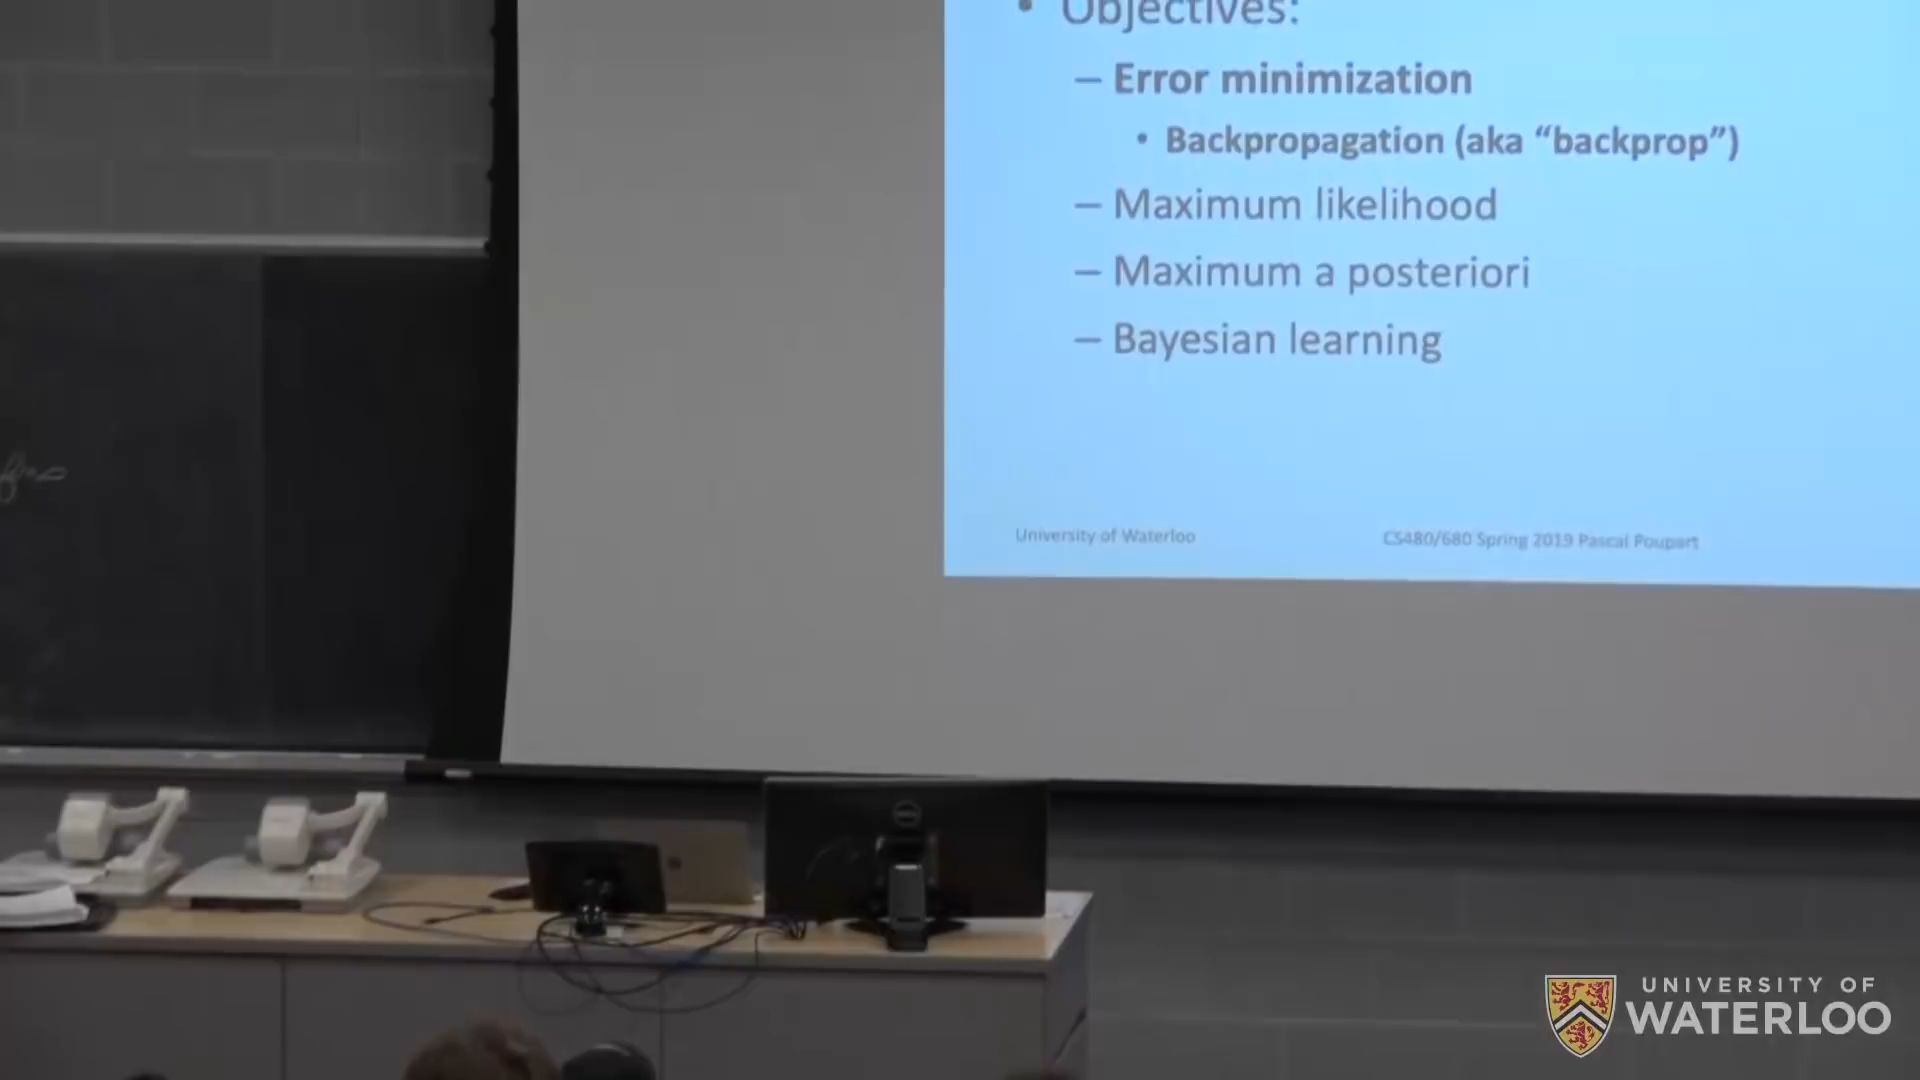 • Objectives:
– Error minimization
• Backpropagation (aka “backprop”)
– Maximum likelihood
– Maximum a posteriori
– Bayesian learning
University of Waterloo
CS480/680 Spring 2019 Pascal Poupart
UNIVERSITY OF
WATERLOO